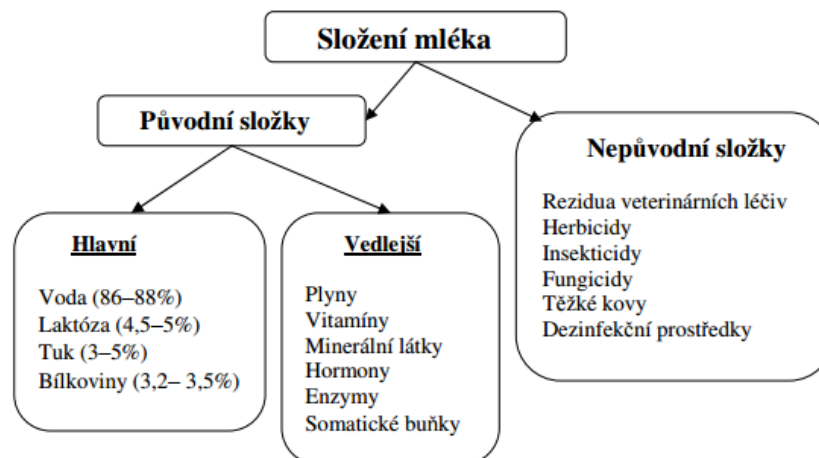 Složení mléka
Původní složky
Nepůvodní složky
Rezidua veterinárních léčiv
Herbicidy
Insekticidy
Fungicidy
Těžké kovy
Dezinfekční prostředky
Hlavní
Voda (86–88%)
Laktóza (4,5–5%)
Tuk (3–5%)
Bílkoviny (3,2– 3,5%)
Vedlejší
Plyny
Vitamíny
Minerální látky
Hormony
Enzymy
Somatické buňky